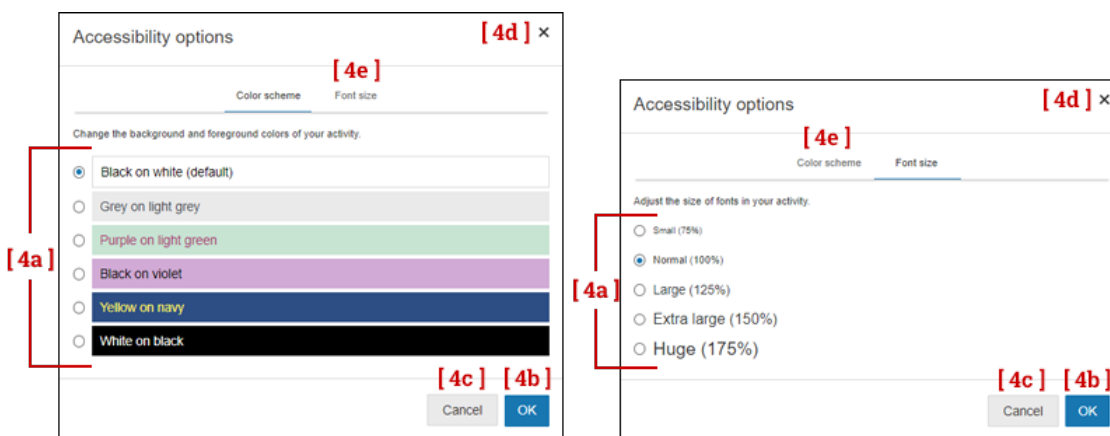 Accessibility options [ 4d ] ×
[ 4e ]
Color scheme Font size
Change the background and foreground colors of your activity.
[ 4a ]
Black on white (default)
Grey on light grey
Purple on light green
Black on violet
Yellow on navy
White on black
[ 4c ] [ 4b ]
Cancel OK
Accessibility options [ 4d ] ×
[ 4e ]
Color scheme Font size
Adjust the size of fonts in your activity.
[ 4a ]
Small (75%)
Normal (100%)
Large (125%)
Extra large (150%)
Huge (175%)
[ 4c ] [ 4b ]
Cancel OK